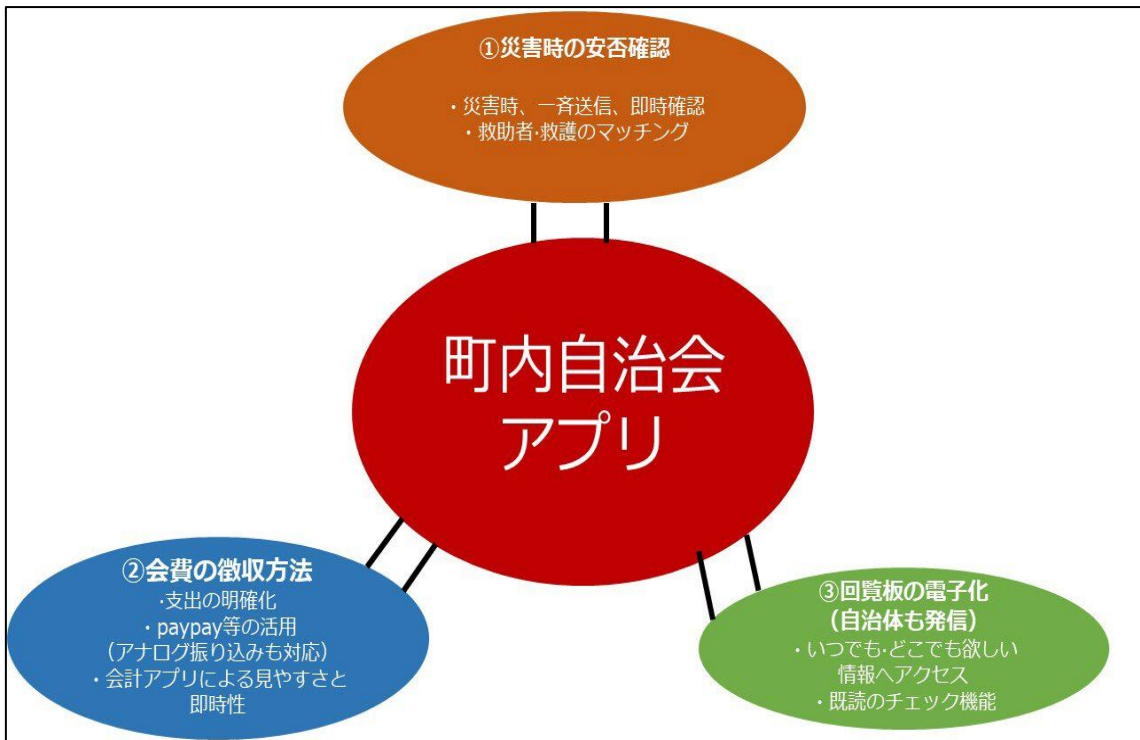 ①災害時の安否確認
・災害時、一斉送信、即時確認
・救助者・救護のマッチング
町内自治会
アプリ
②会費の徴収方法
・支出の明確化
・paypay等の活用
（アナログ振り込みも対応）
・会計アプリによる見やすさと
即時性
③回覧板の電子化
（自治体も発信）
・いつでも・どこでも欲しい
情報へアクセス
・既読のチェック機能